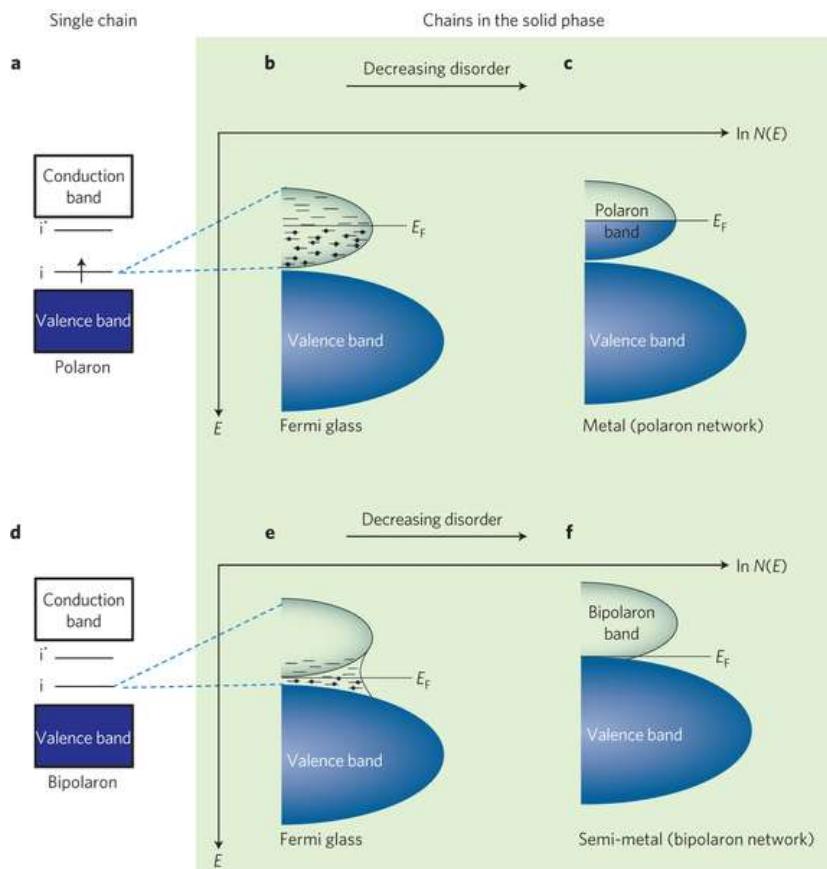 Single chain
Chains in the solid phase
a
b
Decreasing disorder
c
ln N(E)
Conduction
band
i*
i
Valence band
Polaron
E_F
Valence band
E
Fermi glass
Polaron
band
E_F
Valence band
Metal (polaron network)
d
e
Decreasing disorder
f
ln N(E)
Conduction
band
i*
i
Valence band
Bipolaron
E_F
Valence band
E
Fermi glass
Bipolaron
band
E_F
Valence band
Semi-metal (bipolaron network)